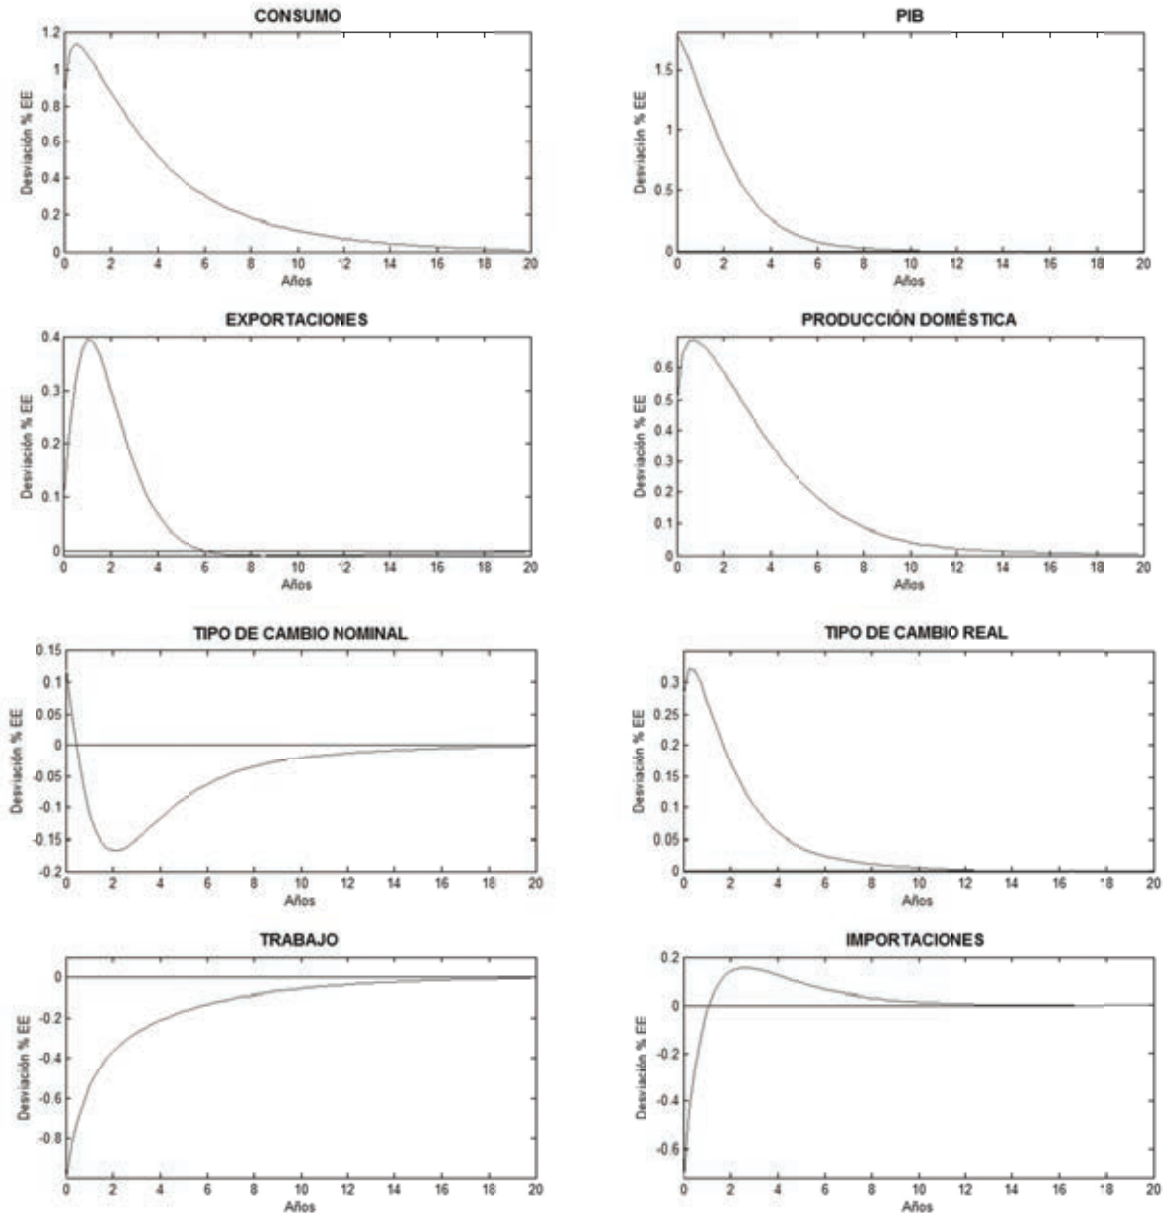 CONSUMO
1.2
1
0.8
0.6
0.4
0.2
0
Desviación % EE
0 2 4 6 8 10 '2 14 16 18 20
Años
PIB
1.5
1
0.5
0
Desviación % EE
0 2 4 6 8 10 12 14 16 '8 20
Años
EXPORTACIONES
0.4
0.3
0.2
0.1
0
Desviación % EE
0 2 4 6 8 10 '2 14 16 18 20
Años
PRODUCCIÓN DOMÉSTICA
0.6
0.5
0.4
0.3
0.2
0.1
0
Desviación % EE
0 2 4 6 8 10 12 14 16 '8 20
Años
TIPO DE CAMBIO NOMINAL
0.15
0.1
0.05
0
-0.05
-0.1
-0.15
-0.2
Desviación % EE
0 2 4 6 8 10 '2 14 16 18 20
Años
TIPO DE CAMBIO REAL
0.3
0.25
0.2
0.15
0.1
0.05
0
Desviación % EE
0 2 4 6 8 10 12 14 16 '8 20
Años
TRABAJO
0
-0.2
-0.4
-0.6
-0.8
Desviación % EE
0 2 4 6 8 10 '2 14 16 18 20
Años
IMPORTACIONES
0.2
0
-0.2
-0.4
-0.6
Desviación % EE
0 2 4 6 8 10 12 14 16 '8 20
Años